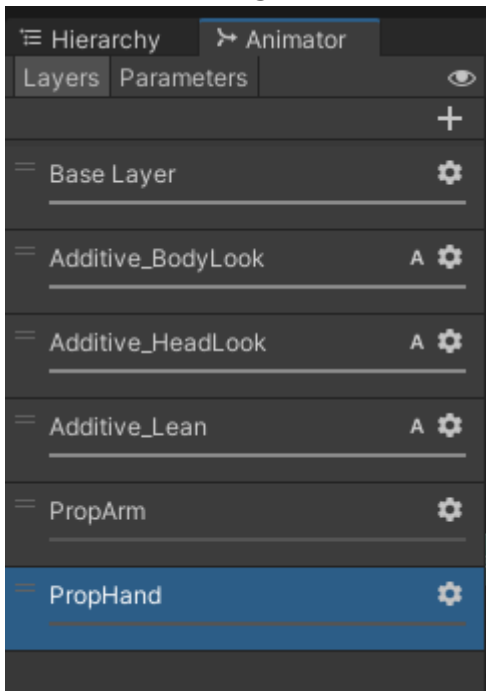 Hierarchy Animator
Layers Parameters
Base Layer
Additive_BodyLook A
Additive_HeadLook A
Additive_Lean A
PropArm
PropHand